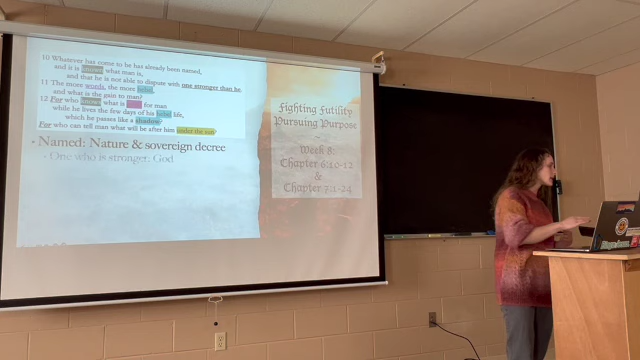 10 Whatever has come to be has already been named,
and it is known what man is,
and that he is not able to dispute with one stronger than he.
11 The more words, the more hebel,
and what is the gain to man?
12 For who knows what is good for man
while he lives the few days of his hebel life,
which he passes like a shadow?
For who can tell man what will be after him under the sun?
• Named: Nature & sovereign decree
◦ One who is stronger: God
Fighting Futility
Pursuing Purpose
~
Week 8:
Chapter 6:10-12
&
Chapter 7:1-24